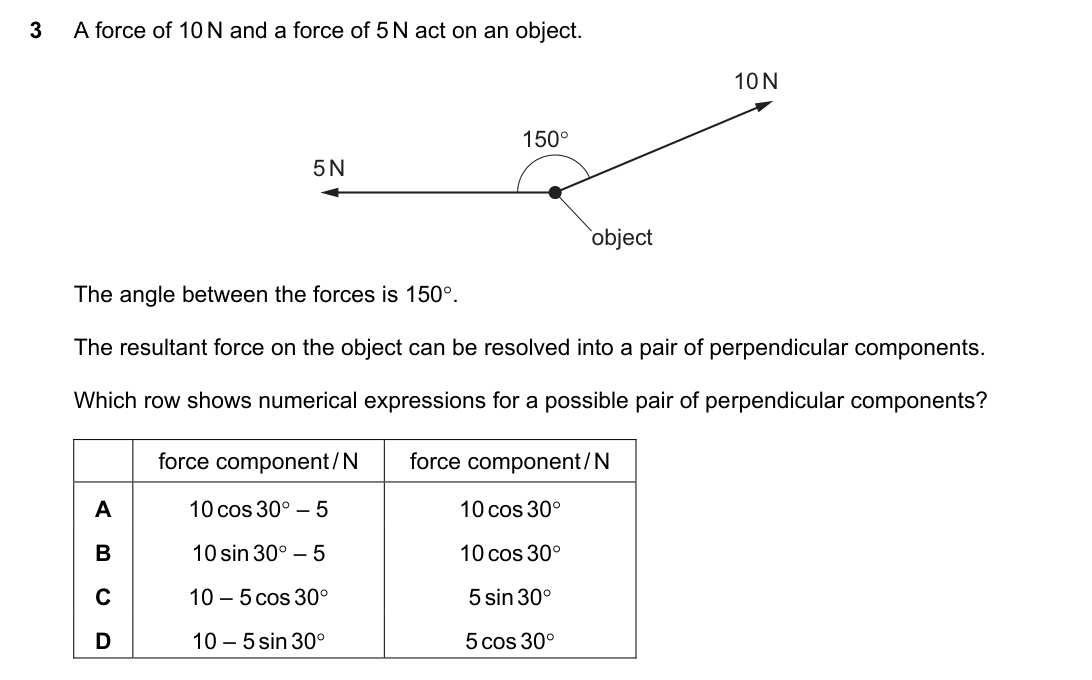 3 A force of 10 N and a force of 5 N act on an object.
10 N
150°
5 N
object
The angle between the forces is 150°.
The resultant force on the object can be resolved into a pair of perpendicular components.
Which row shows numerical expressions for a possible pair of perpendicular components?
force component / N force component / N
A 10 cos 30° – 5 10 cos 30°
B 10 sin 30° – 5 10 cos 30°
C 10 – 5 cos 30° 5 sin 30°
D 10 – 5 sin 30° 5 cos 30°